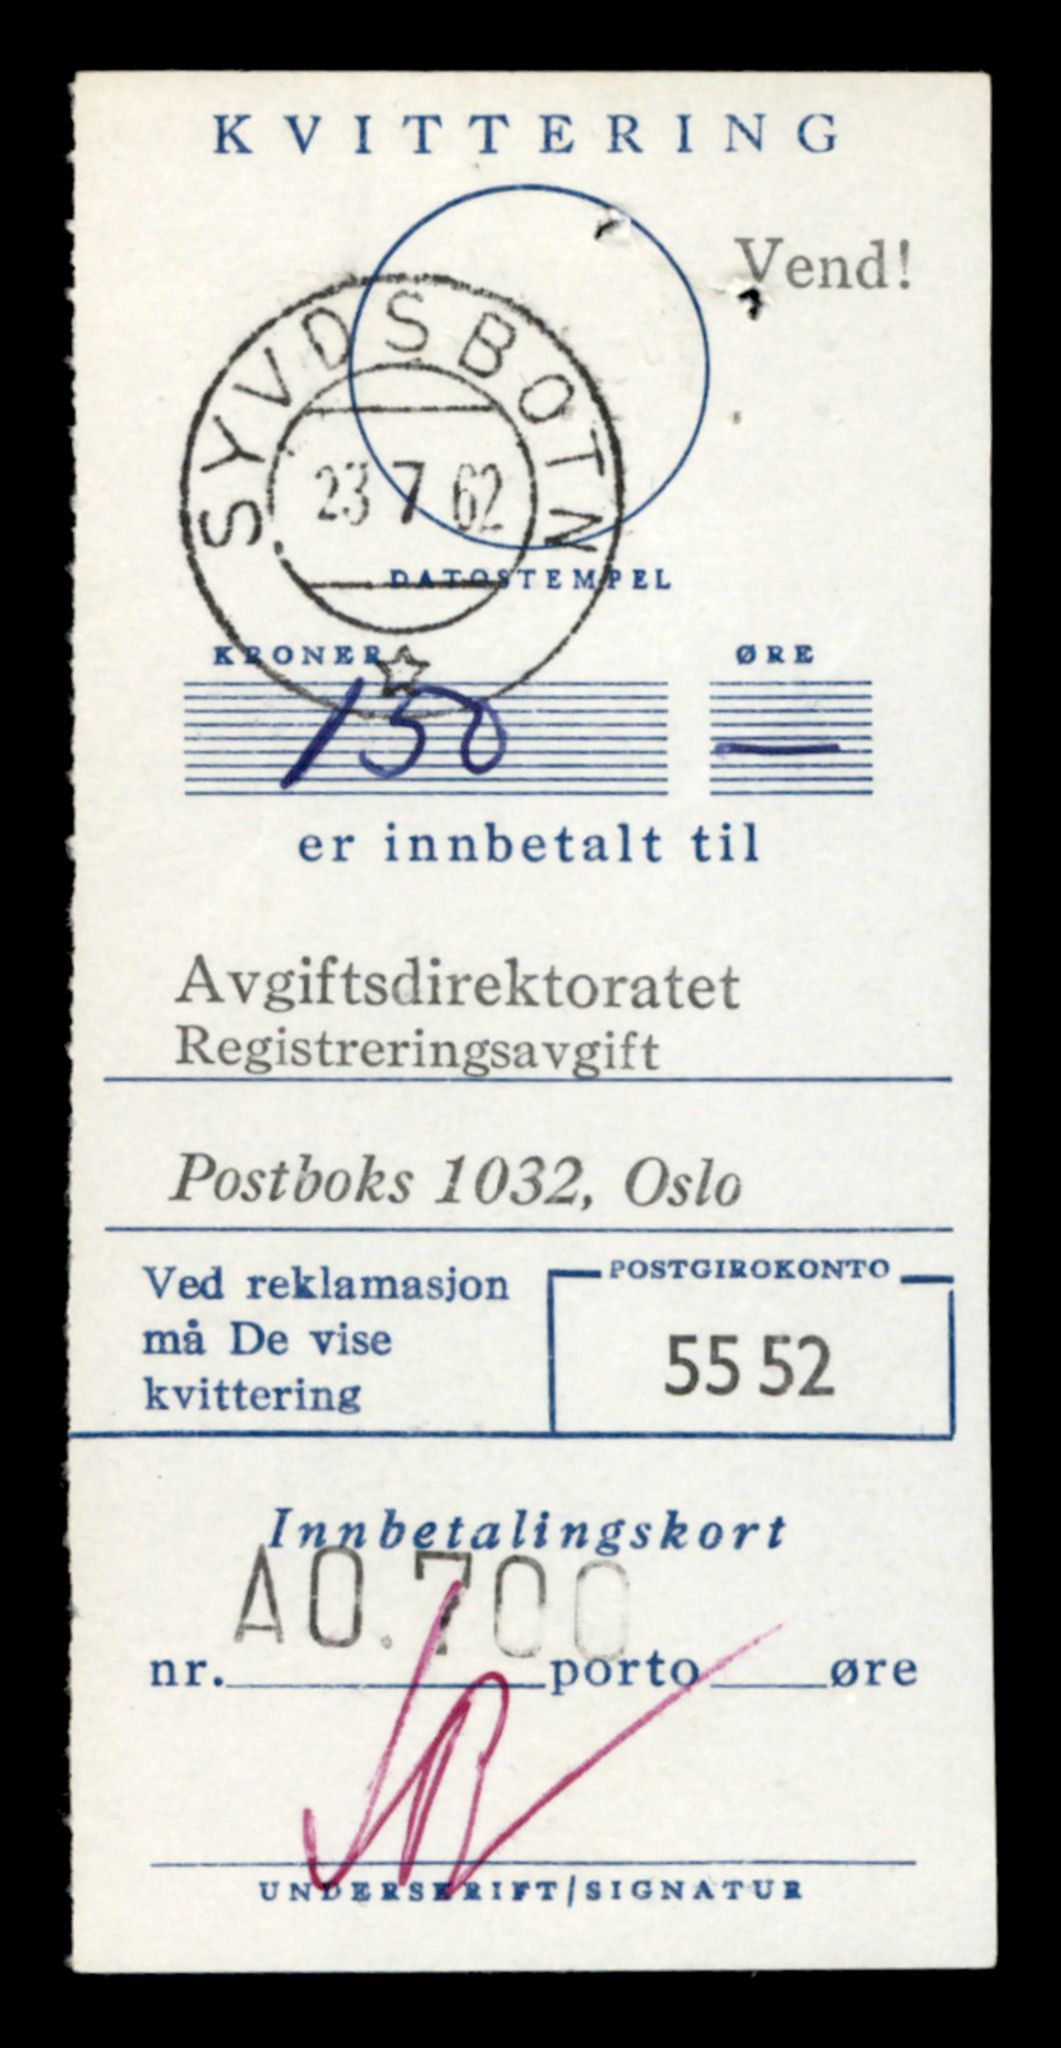 KVITTERING
Vend!
SYVDSBOTN
23 7 62
DATOSTEMPEL
KRONER ØRE
150 —
er innbetalt til
Avgiftsdirektoratet
Registreringsavgift
Postboks 1032, Oslo
Ved reklamasjon
må De vise
kvittering
POSTGIROKONTO
55 52
Innbetalingskort
A0.700
nr. porto øre
UNDERSKRIFT/SIGNATUR